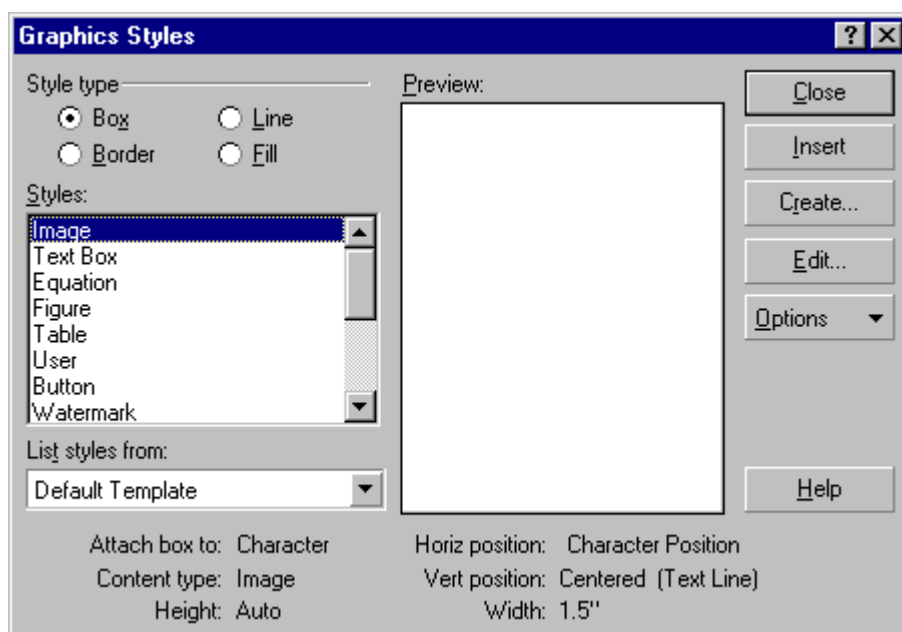 Graphics Styles
Style type
Box
Line
Border
Fill
Styles:
Image
Text Box
Equation
Figure
Table
User
Button
Watermark
List styles from:
Default Template
Preview:
Close
Insert
Create...
Edit...
Options
Help
Attach box to: Character
Content type: Image
Height: Auto
Horiz position: Character Position
Vert position: Centered (Text Line)
Width: 1.5"